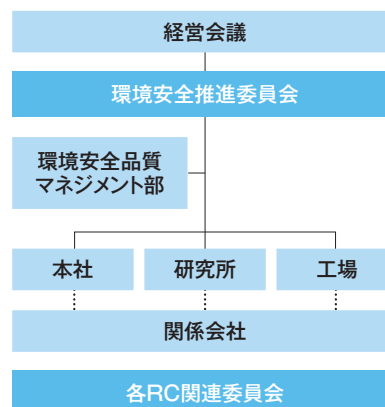 経営会議
環境安全推進委員会
環境安全品質
マネジメント部
本社
研究所
工場
関係会社
各RC関連委員会